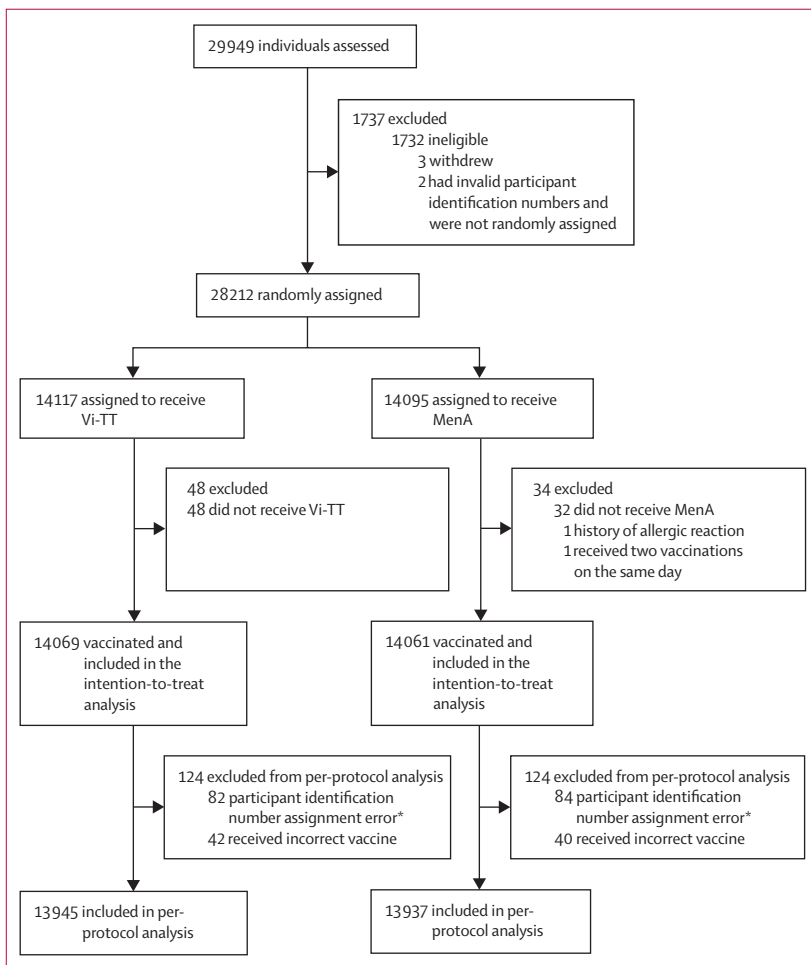 29949 individuals assessed
1737 excluded
1732 ineligible
3 withdrew
2 had invalid participant
identification numbers and
were not randomly assigned
28212 randomly assigned
14117 assigned to receive
Vi-TT
14095 assigned to receive
MenA
48 excluded
48 did not receive Vi-TT
34 excluded
32 did not receive MenA
1 history of allergic reaction
1 received two vaccinations
on the same day
14069 vaccinated and
included in the
intention-to-treat
analysis
14061 vaccinated and
included in the
intention-to-treat
analysis
124 excluded from per-protocol analysis
82 participant identification
number assignment error*
42 received incorrect vaccine
124 excluded from per-protocol analysis
84 participant identification
number assignment error*
40 received incorrect vaccine
13945 included in per-
protocol analysis
13937 included in per-
protocol analysis